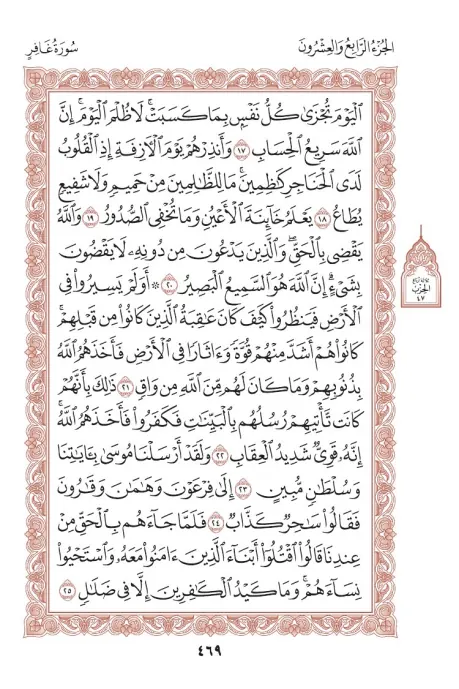 الجُزْءُ الرَّابِعُ وَالعِشْرُونَ
سُورَةُ غَافِرٍ
ٱلۡيَوۡمَ تُجۡزَىٰ كُلُّ نَفۡسِۭ بِمَا كَسَبَتۡۚ لَا ظُلۡمَ ٱلۡيَوۡمَۚ إِنَّ
ٱللَّهَ سَرِيعُ ٱلۡحِسَابِ ١٧ وَأَنذِرۡهُمۡ يَوۡمَ ٱلۡأٓزِفَةِ إِذِ ٱلۡقُلُوبُ
لَدَى ٱلۡحَنَاجِرِ كَٰظِمِينَۚ مَا لِلظَّٰلِمِينَ مِنۡ حَمِيمٖ وَلَا شَفِيعٖ
يُطَاعُ ١٨ يَعۡلَمُ خَآئِنَةَ ٱلۡأَعۡيُنِ وَمَا تُخۡفِي ٱلصُّدُورُ ١٩ وَٱللَّهُ
يَقۡضِي بِٱلۡحَقِّۖ وَٱلَّذِينَ يَدۡعُونَ مِن دُونِهِۦ لَا يَقۡضُونَ
بِشَيۡءٍۗ إِنَّ ٱللَّهَ هُوَ ٱلسَّمِيعُ ٱلۡبَصِيرُ ٢٠ ۞ أَوَلَمۡ يَسِيرُواْ فِي
ٱلۡأَرۡضِ فَيَنظُرُواْ كَيۡفَ كَانَ عَٰقِبَةُ ٱلَّذِينَ كَانُواْ مِن قَبۡلِهِمۡۚ
كَانُواْ هُمۡ أَشَدَّ مِنۡهُمۡ قُوَّةٗ وَءَاثَارٗا فِي ٱلۡأَرۡضِ فَأَخَذَهُمُ ٱللَّهُ
بِذُنُوبِهِمۡ وَمَا كَانَ لَهُم مِّنَ ٱللَّهِ مِن وَاقٖ ٢١ ذَٰلِكَ بِأَنَّهُمۡ
كَانَت تَّأۡتِيهِمۡ رُسُلُهُم بِٱلۡبَيِّنَٰتِ فَكَفَرُواْ فَأَخَذَهُمُ ٱللَّهُۚ
إِنَّهُۥ قَوِيّٞ شَدِيدُ ٱلۡعِقَابِ ٢٢ وَلَقَدۡ أَرۡسَلۡنَا مُوسَىٰ بِـَٔايَٰتِنَا
وَسُلۡطَٰنٖ مُّبِينٍ ٢٣ إِلَىٰ فِرۡعَوۡنَ وَهَٰمَٰنَ وَقَٰرُونَ
فَقَالُواْ سَٰحِرٞ كَذَّابٞ ٢٤ فَلَمَّا جَآءَهُم بِٱلۡحَقِّ مِنۡ
عِندِنَا قَالُواْ ٱقۡتُلُوٓاْ أَبۡنَآءَ ٱلَّذِينَ ءَامَنُواْ مَعَهُۥ وَٱسۡتَحۡيُواْ
نِسَآءَهُمۡۚ وَمَا كَيۡدُ ٱلۡكَٰفِرِينَ إِلَّا فِي ضَلَٰلٖ ٢٥
ثلاثة أرباع
الحزب
٤٧
٤٦٩